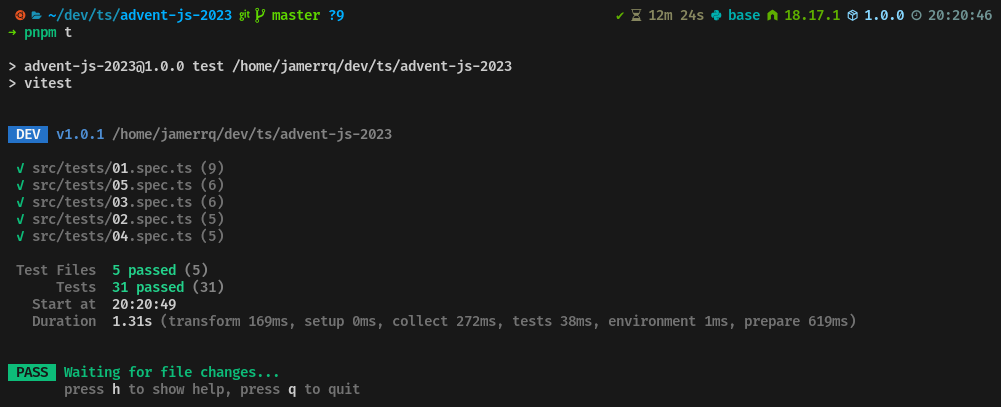 ~/dev/ts/advent-js-2023 git master ?9 ✔ 12m 24s base 18.17.1 1.0.0 20:20:46
➜ pnpm t
> advent-js-2023@1.0.0 test /home/jamerrq/dev/ts/advent-js-2023
> vitest
DEV v1.0.1 /home/jamerrq/dev/ts/advent-js-2023
✓ src/tests/01.spec.ts (9)
✓ src/tests/05.spec.ts (6)
✓ src/tests/03.spec.ts (6)
✓ src/tests/02.spec.ts (5)
✓ src/tests/04.spec.ts (5)
Test Files 5 passed (5)
Tests 31 passed (31)
Start at 20:20:49
Duration 1.31s (transform 169ms, setup 0ms, collect 272ms, tests 38ms, environment 1ms, prepare 619ms)
PASS Waiting for file changes...
press h to show help, press q to quit